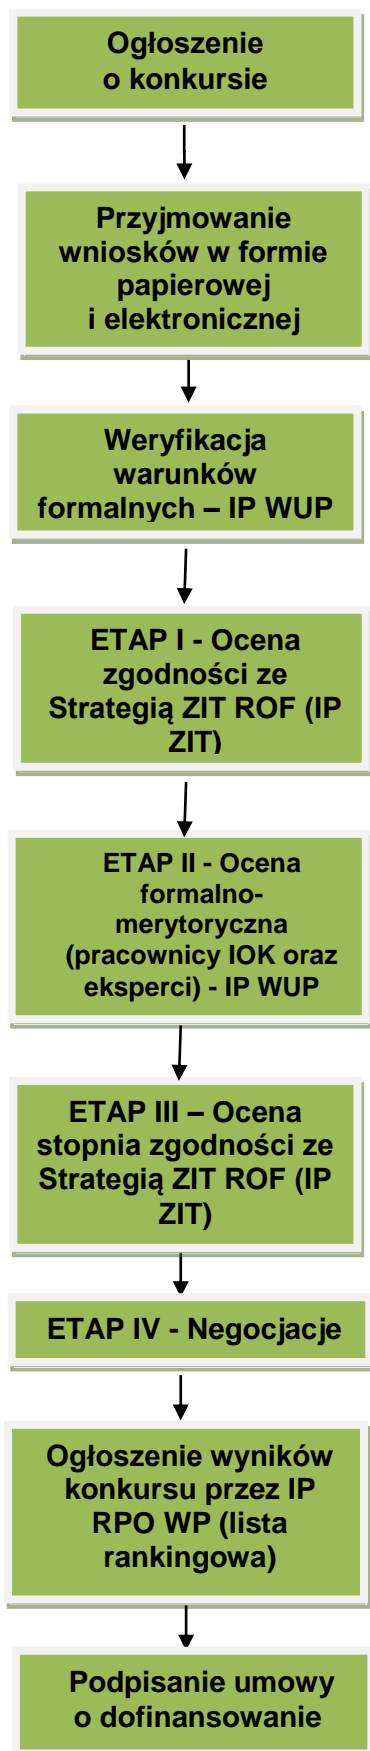 Ogłoszenie
o konkursie
Przyjmowanie
wniosków w formie
papierowej
i elektronicznej
Weryfikacja
warunków
formalnych – IP WUP
ETAP I - Ocena
zgodności ze
Strategią ZIT ROF (IP
ZIT)
ETAP II - Ocena
formalno-
merytoryczna
(pracownicy IOK oraz
eksperci) - IP WUP
ETAP III – Ocena
stopnia zgodności ze
Strategią ZIT ROF (IP
ZIT)
ETAP IV - Negocjacje
Ogłoszenie wyników
konkursu przez IP
RPO WP (lista
rankingowa)
Podpisanie umowy
o dofinansowanie